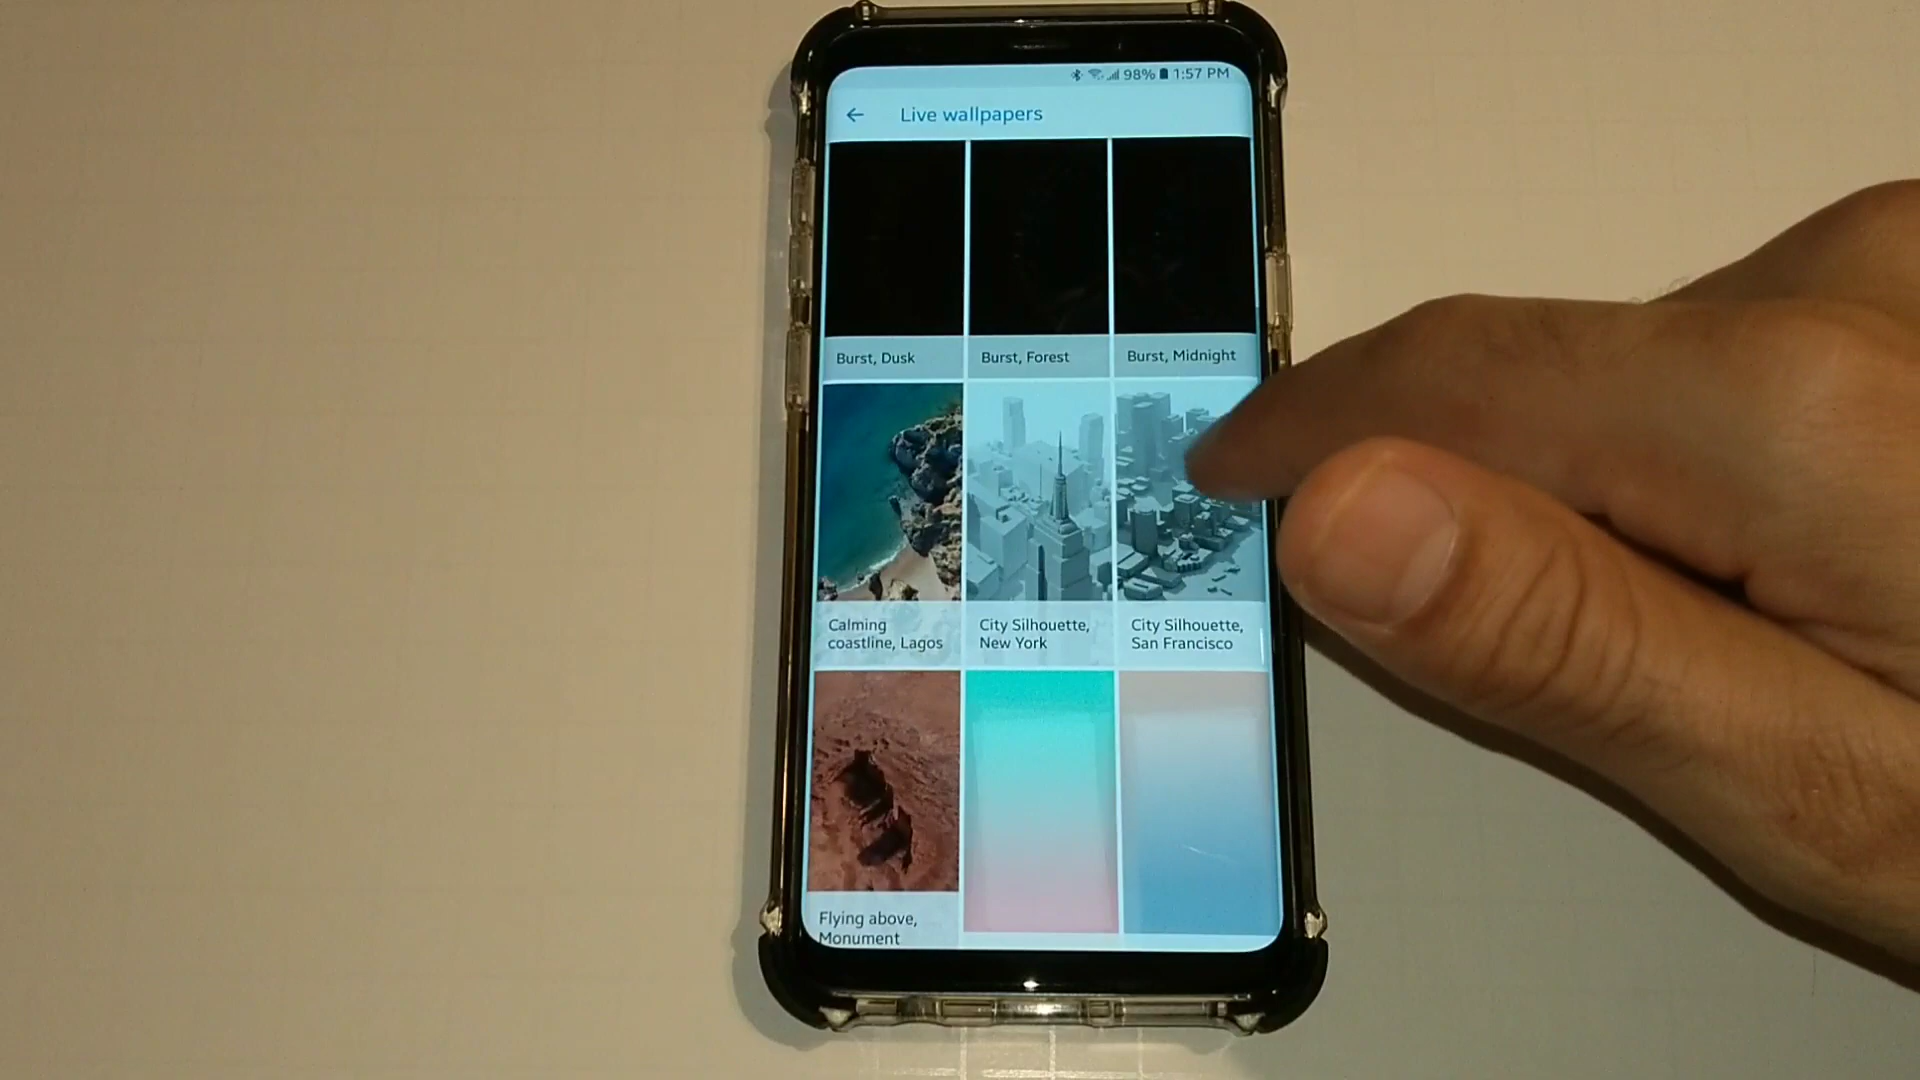 98% 1:57 PM
Live wallpapers
Burst, Dusk
Burst, Forest
Burst, Midnight
Calming
coastline, Lagos
City Silhouette,
New York
City Silhouette,
San Francisco
Flying above,
Monument